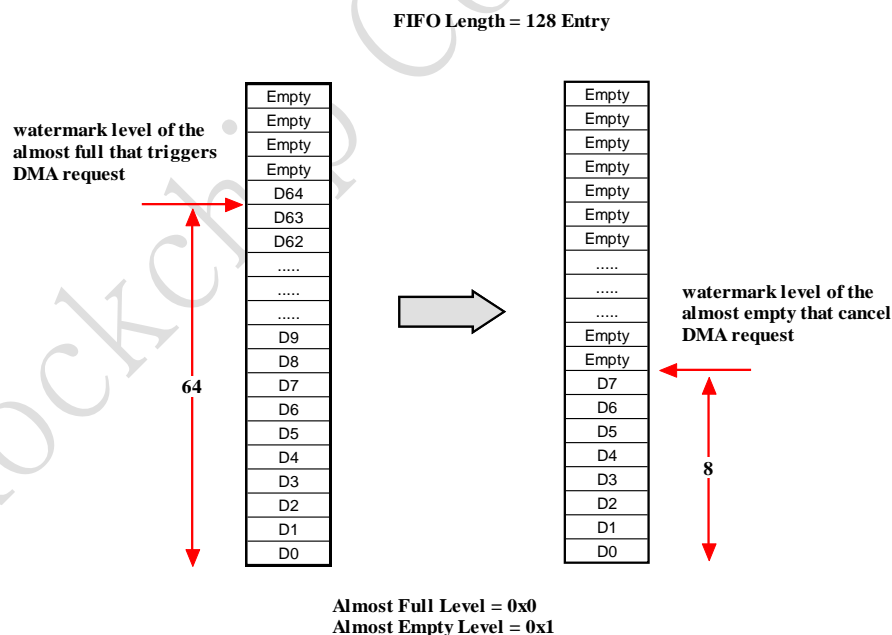 FIFO Length = 128 Entry
watermark level of the
almost full that triggers
DMA request
Empty
Empty
Empty
Empty
D64
D63
D62
.....
.....
.....
D9
D8
D7
D6
D5
D4
D3
D2
D1
D0
64
Empty
Empty
Empty
Empty
Empty
Empty
Empty
.....
.....
.....
Empty
Empty
D7
D6
D5
D4
D3
D2
D1
D0
watermark level of the
almost empty that cancel
DMA request
8
Almost Full Level = 0x0
Almost Empty Level = 0x1
ockchip Co